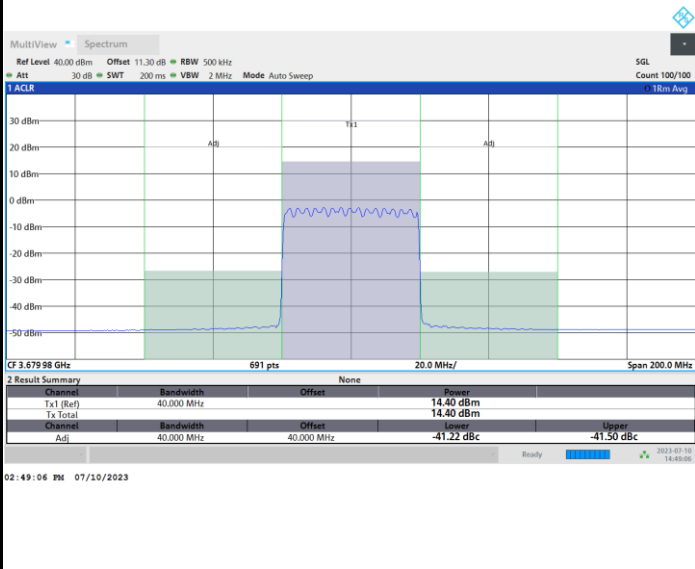 MultiView Spectrum
Ref Level 40.00 dBm Offset 11.30 dB RBW 500 kHz SGL
Att 30 dB SWT 200 ms VBW 2 MHz Mode Auto Sweep Count 100/100
1 ACLR 1Rm Avg
30 dBm
Tx1
20 dBm
Adj Adj
10 dBm
0 dBm
-10 dBm
-20 dBm
-30 dBm
-40 dBm
-50 dBm
CF 3.679 98 GHz 691 pts 20.0 MHz/ Span 200.0 MHz
2 Result Summary None
Channel Bandwidth Offset Power
Tx1 (Ref) 40.000 MHz 14.40 dBm
Tx Total 14.40 dBm
Channel Bandwidth Offset Lower Upper
Adj 40.000 MHz 40.000 MHz -41.22 dBc -41.50 dBc
Ready 2023-07-10
14:49:06
02:49:06 PM 07/10/2023